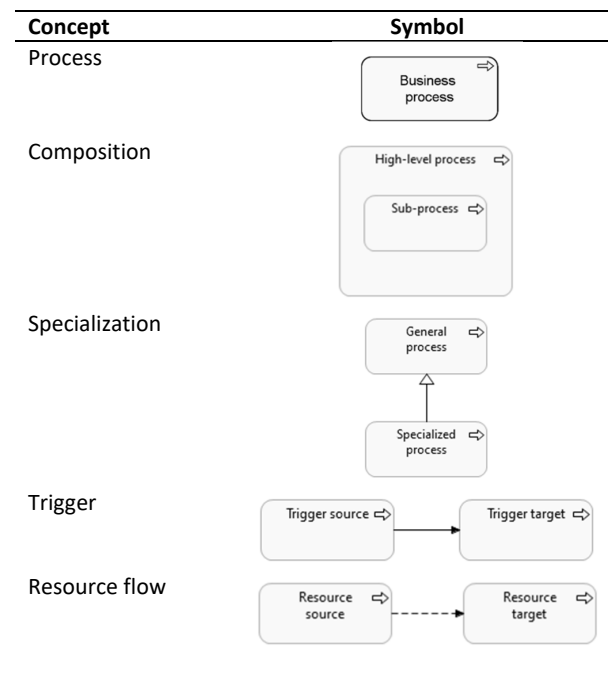 Concept Symbol
Process
Business
process
Composition
High-level process
Sub-process
Specialization
General
process
Specialized
process
Trigger
Trigger source Trigger target
Resource flow
Resource Resource
source target